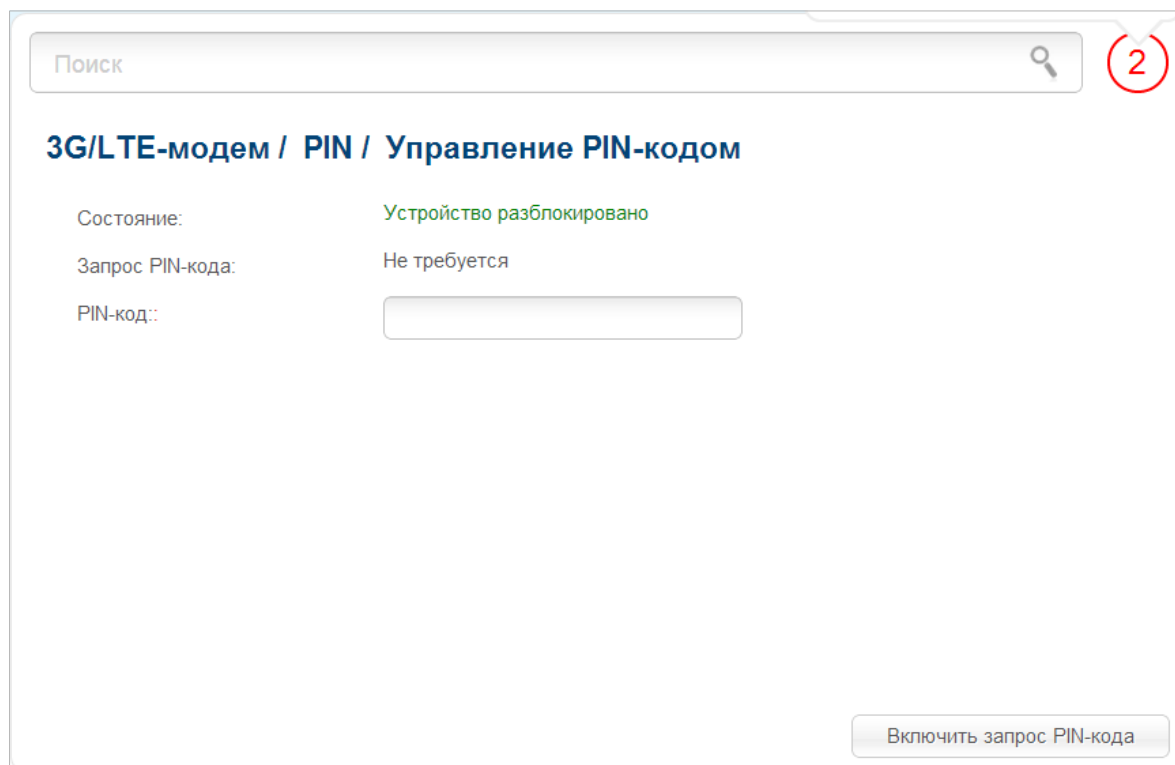 Поиск
2
3G/LTE-модем / PIN / Управление PIN-кодом
Состояние: Устройство разблокировано
Запрос PIN-кода: Не требуется
PIN-код::
Включить запрос PIN-кода